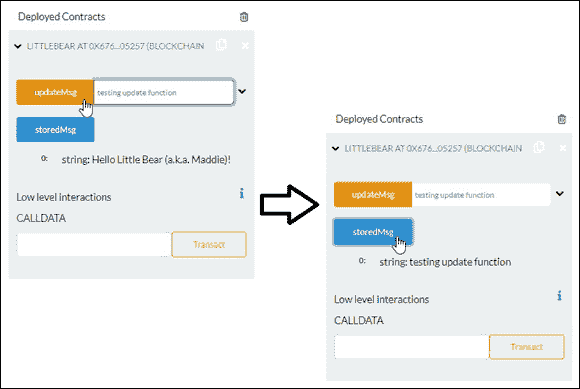 Deployed Contracts
LITTLEBEAR AT 0X676...05257 (BLOCKCHAIN
updateMsg testing update function
storedMsg
0: string: Hello Little Bear (a.k.a. Maddie)!
Low level interactions
CALLDATA
Transact
Deployed Contracts
LITTLEBEAR AT 0X676...05257 (BLOCKCHAIN
updateMsg testing update function
storedMsg
0: string: testing update function
Low level interactions
CALLDATA
Transact